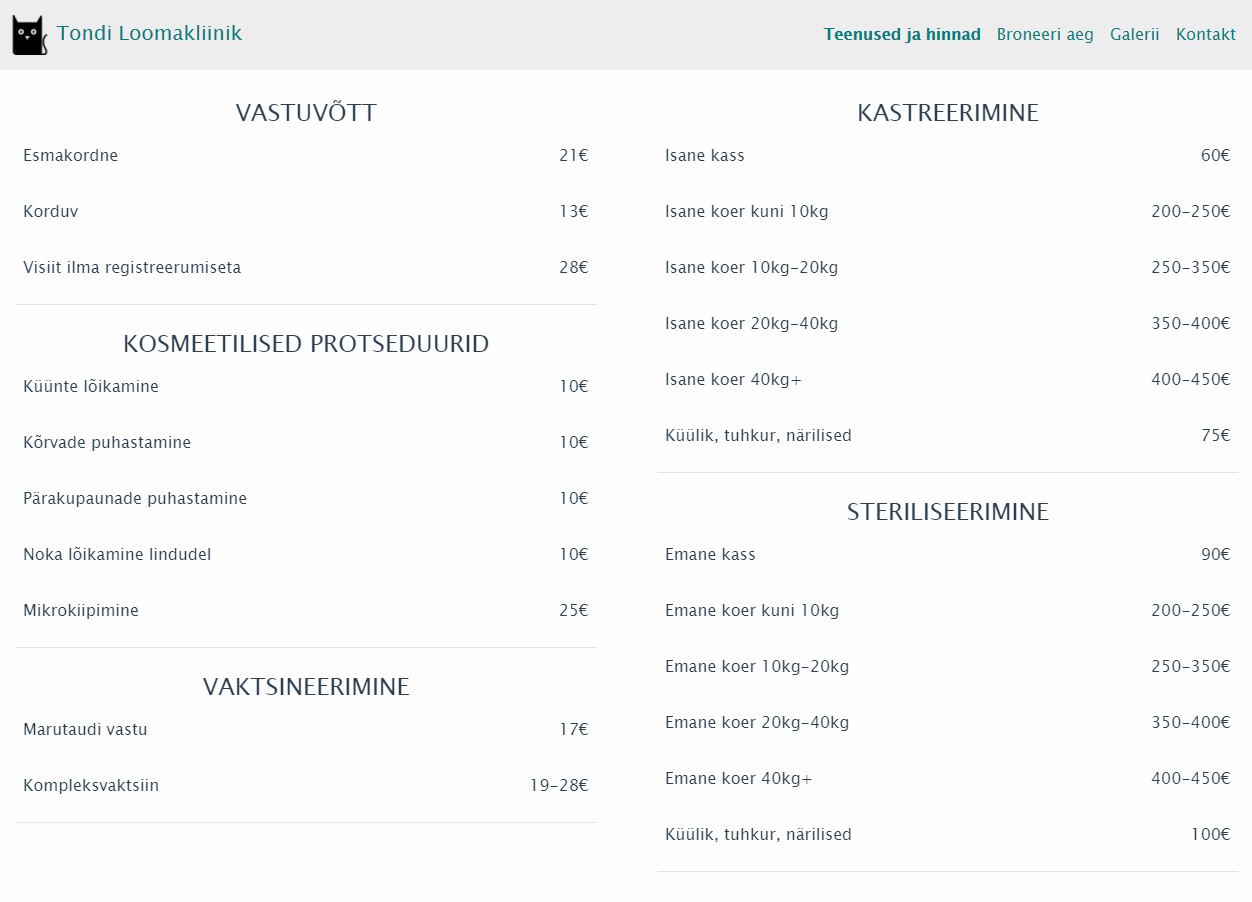 Tondi Loomakliinik
Teenused ja hinnad Broneeri aeg Galerii Kontakt
VASTUVÕTT
Esmakordne 21€
Korduv 13€
Visiit ilma registreerumiseta 28€
KOSMEETILISED PROTSEDUURID
Küünte lõikamine 10€
Kõrvade puhastamine 10€
Pärakupaunade puhastamine 10€
Noka lõikamine lindudel 10€
Mikrokiipimine 25€
VAKTSINEERIMINE
Marutaudi vastu 17€
Kompleksvaktsiin 19-28€
KASTREERIMINE
Isane kass 60€
Isane koer kuni 10kg 200-250€
Isane koer 10kg-20kg 250-350€
Isane koer 20kg-40kg 350-400€
Isane koer 40kg+ 400-450€
Küülik, tuhkur, närilised 75€
STERILISEERIMINE
Emane kass 90€
Emane koer kuni 10kg 200-250€
Emane koer 10kg-20kg 250-350€
Emane koer 20kg-40kg 350-400€
Emane koer 40kg+ 400-450€
Küülik, tuhkur, närilised 100€